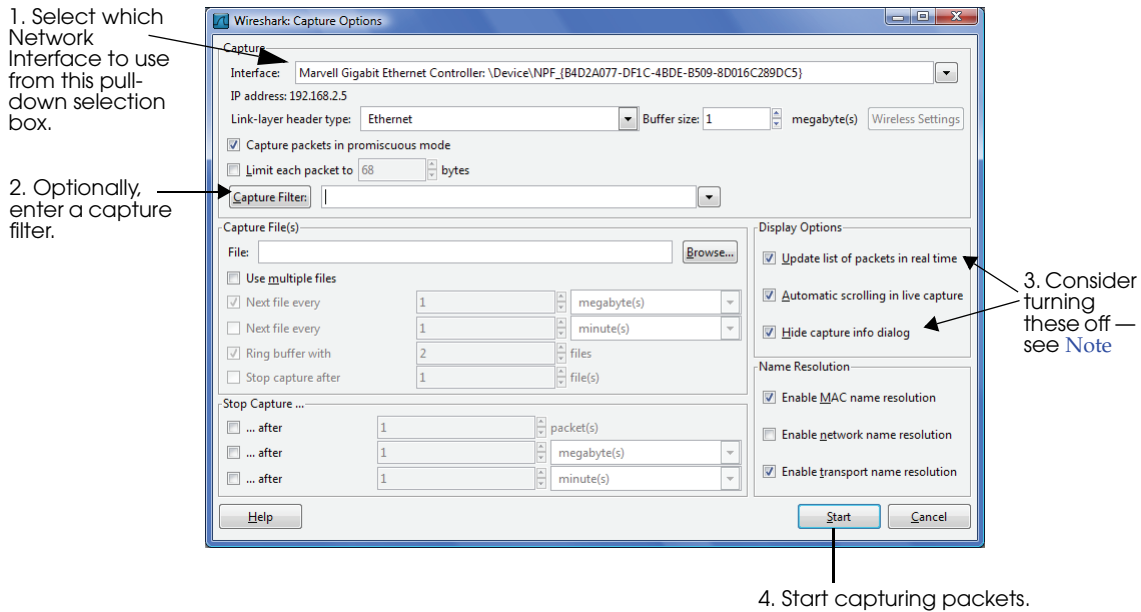 1. Select which
Network
Interface to use
from this pull-
down selection
box.
2. Optionally,
enter a capture
filter.
Wireshark: Capture Options
Capture
Interface: Marvell Gigabit Ethernet Controller: \Device\NPF_{B4D2A077-DF1C-4BDE-B509-8D016C289DC5}
IP address: 192.168.2.5
Link-layer header type: Ethernet Buffer size: 1 megabyte(s) Wireless Settings
Capture packets in promiscuous mode
Limit each packet to 68 bytes
Capture Filter:
Capture File(s)
File: Browse...
Use multiple files
Next file every 1 megabyte(s)
Next file every 1 minute(s)
Ring buffer with 2 files
Stop capture after 1 file(s)
Stop Capture ...
... after 1 packet(s)
... after 1 megabyte(s)
... after 1 minute(s)
Display Options
Update list of packets in real time
Automatic scrolling in live capture
Hide capture info dialog
Name Resolution
Enable MAC name resolution
Enable network name resolution
Enable transport name resolution
Help Start Cancel
3. Consider
turning
these off —
see Note
4. Start capturing packets.